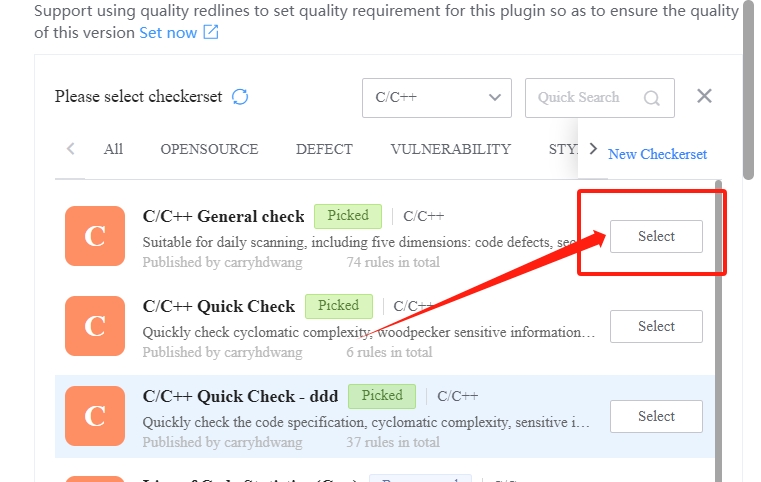 Support using quality redlines to set quality requirement for this plugin so as to ensure the quality
of this version Set now
Please select checkerset
C/C++
Quick Search
All
OPENSOURCE
DEFECT
VULNERABILITY
STY
New Checkerset
C
C/C++ General check
Picked
C/C++
Suitable for daily scanning, including five dimensions: code defects, sec
Published by carryhdwang
74 rules in total
Select
C
C/C++ Quick Check
Picked
C/C++
Quickly check cyclomatic complexity, woodpecker sensitive information…
Published by carryhdwang
6 rules in total
Select
C
C/C++ Quick Check - ddd
Picked
C/C++
Quickly check the code specification, cyclomatic complexity, sensitive i…
Published by carryhdwang
37 rules in total
Select